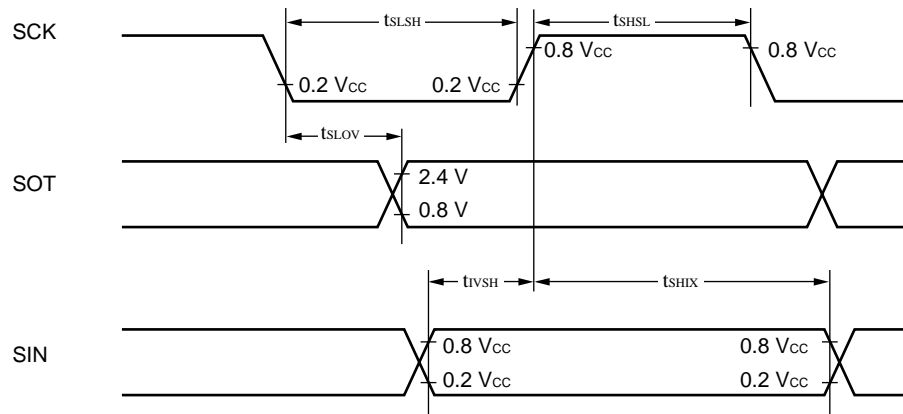 tSLSH tSHSL
SCK
0.8 VCC 0.8 VCC
0.2 VCC 0.2 VCC
tSLOV
SOT
2.4 V
0.8 V
tIVSH tSHIX
SIN
0.8 VCC 0.8 VCC
0.2 VCC 0.2 VCC